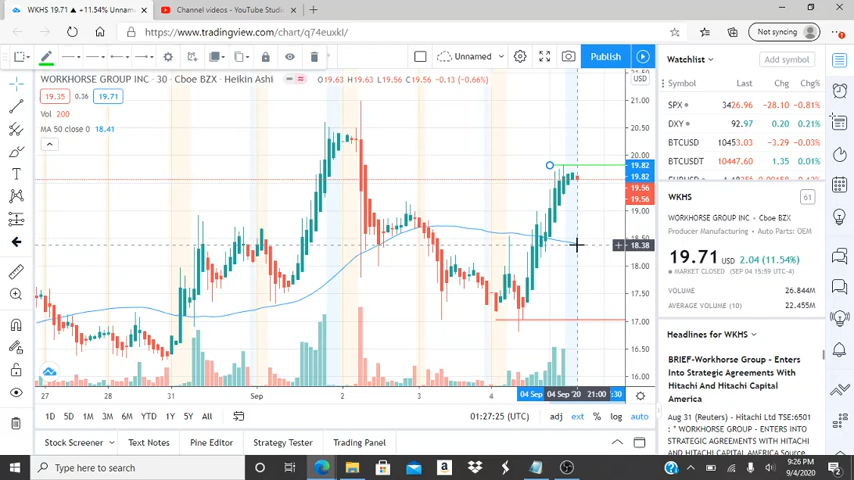 WKHS 19.71 ▲ +11.54% Unnam
Channel videos - YouTube Studi
https://www.tradingview.com/chart/q74euxkl/
Not syncing
Unnamed
Publish
WORKHORSE GROUP INC · 30 · Cboe BZX · Heikin Ashi
O19.63 H19.63 L19.56 C19.56 -0.13 (-0.66%)
19.35 0.36 19.71
Vol 200
MA 50 close 0 18.41
USD
21.50
21.00
20.50
20.00
19.82
19.82
19.56
19.56
19.00
18.38
18.00
17.50
17.00
16.50
16.00
27
28
31
Sep
2
3
4
04 Sep
04 Sep '20 21:00
:30
1D 5D 1M 3M 6M YTD 1Y 5Y All
01:27:25 (UTC)
adj ext % log auto
Stock Screener
Text Notes
Pine Editor
Strategy Tester
Trading Panel
Watchlist
Add symbol
Symbol Last Chg Chg%
SPX 3426.96 -28.10 -0.81%
DXY 92.97 0.20 0.21%
BTCUSD 10453.03 -3.29 -0.03%
BTCUSDT 10447.60 1.35 0.01%
WKHS
61
WORKHORSE GROUP INC · Cboe BZX
Producer Manufacturing · Auto Parts: OEM
19.71 USD 2.04 (11.54%)
MARKET CLOSED (SEP 04 15:59 UTC-4)
VOLUME 26.844M
AVERAGE VOLUME (10) 22.455M
Headlines for WKHS
BRIEF-Workhorse Group - Enters
Into Strategic Agreements With
Hitachi And Hitachi Capital
America
Aug 31 (Reuters) - Hitachi Ltd TSE:6501
: * WORKHORSE GROUP - ENTERS INTO
STRATEGIC AGREEMENTS WITH
HITACHI AND HITACHI CAPITAL
Type here to search
9:26 PM
9/4/2020
2